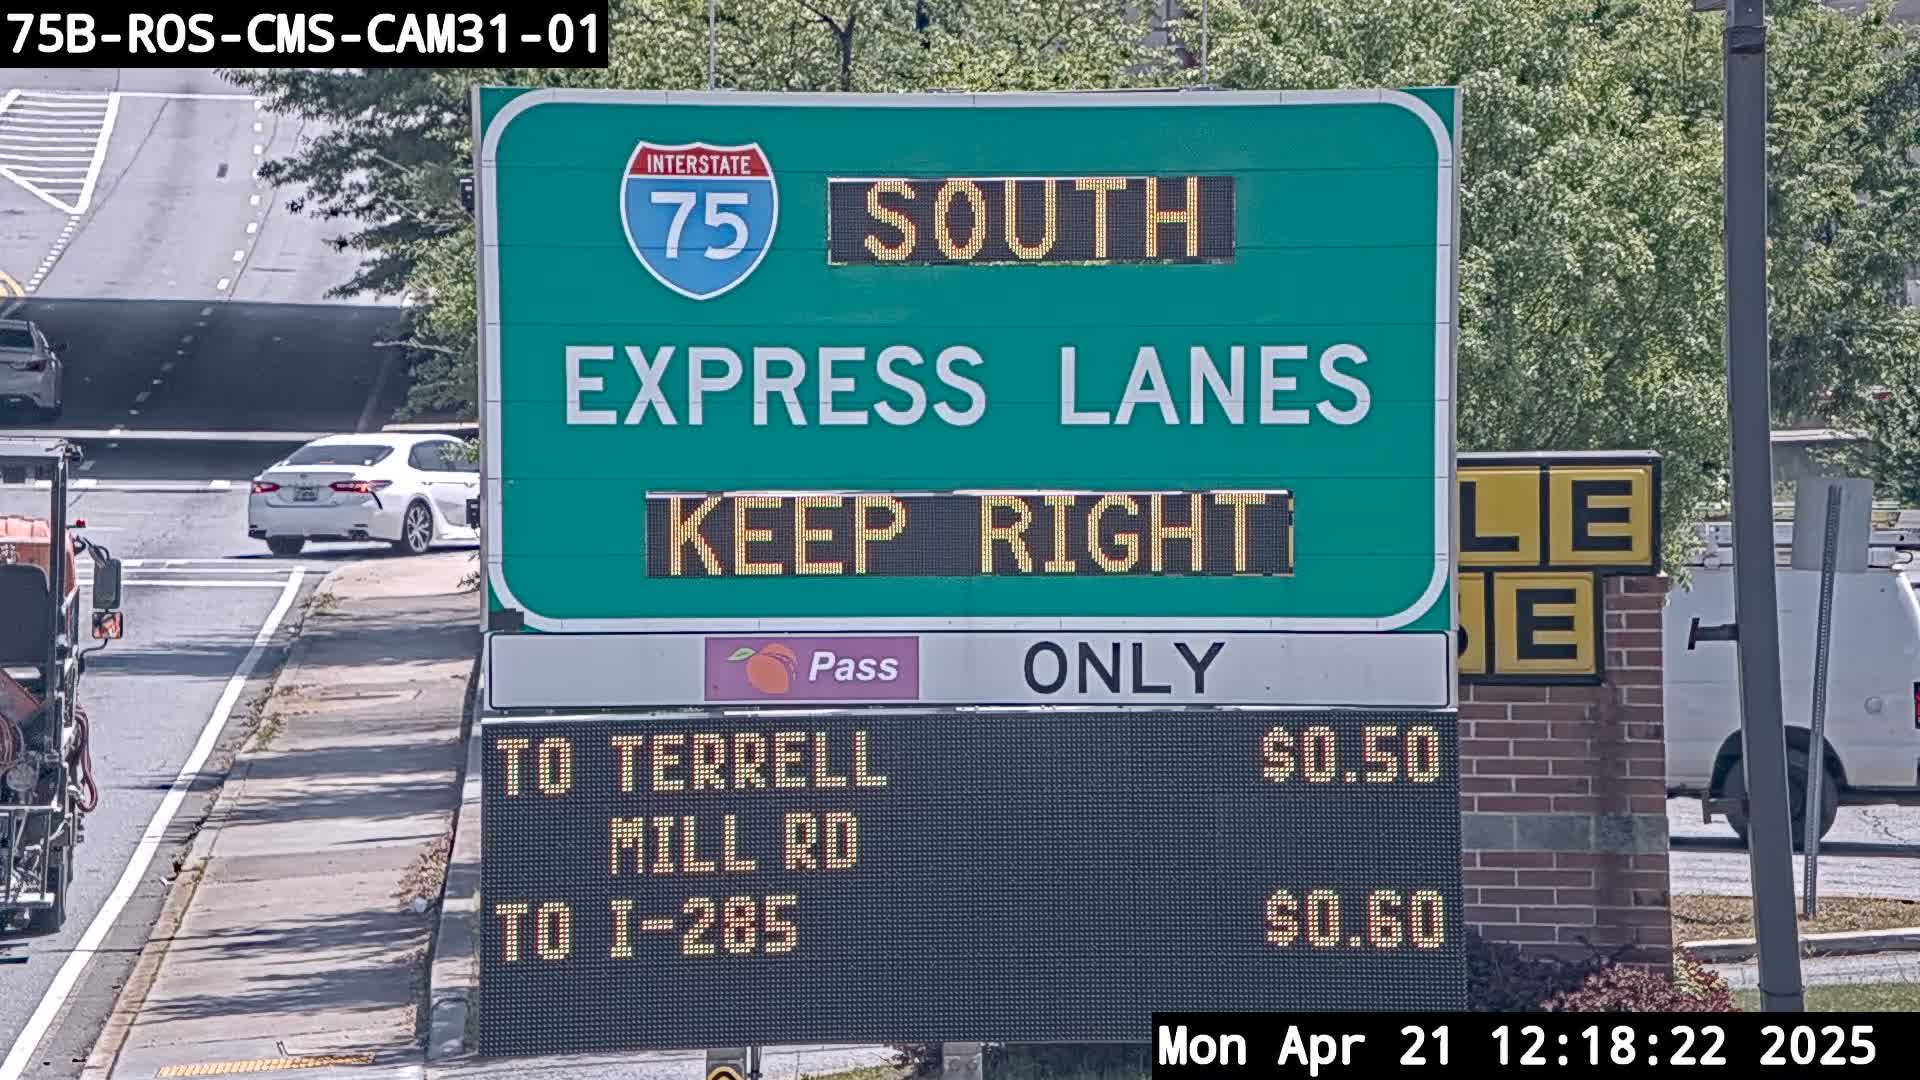 75B-ROS-CMS-CAM31-01
INTERSTATE
75
SOUTH
EXPRESS LANES
KEEP RIGHT
Pass ONLY
TO TERRELL $0.50
MILL RD
TO I-285 $0.60
LE
E
Mon Apr 21 12:18:22 2025